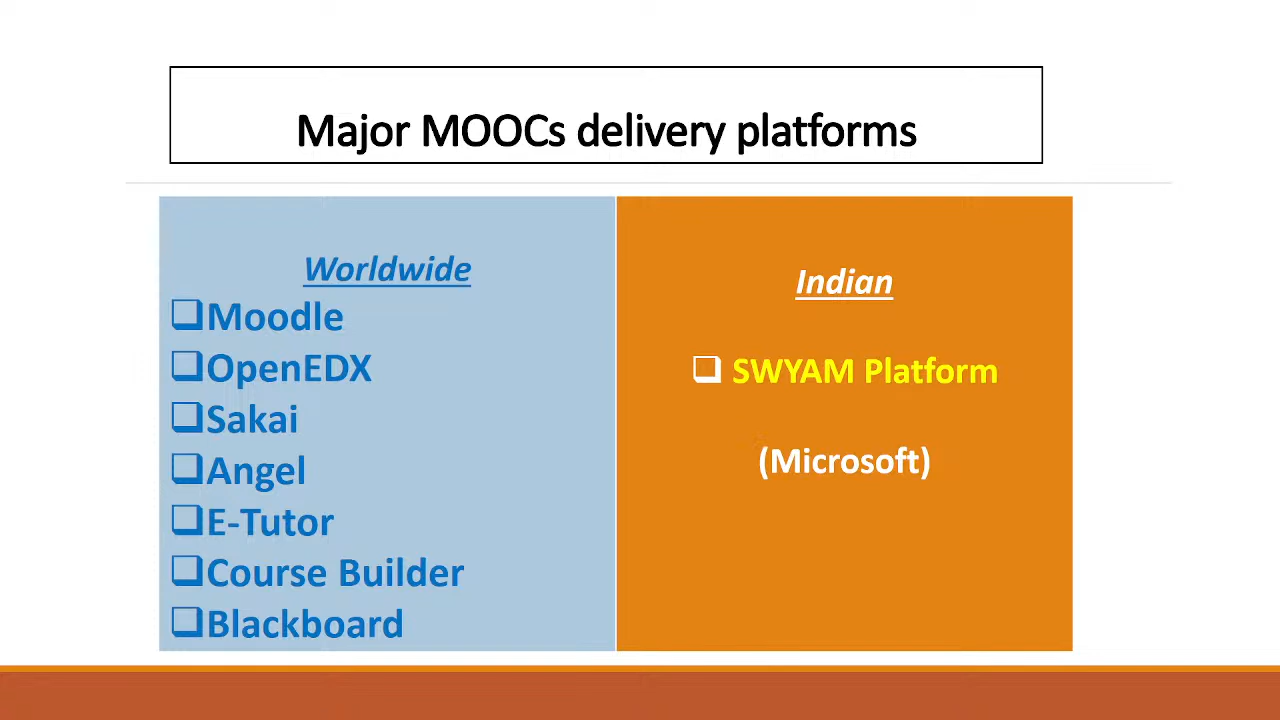 Major MOOCs delivery platforms
Worldwide
Moodle
OpenEDX
Sakai
Angel
E-Tutor
Course Builder
Blackboard
Indian
SWYAM Platform
(Microsoft)